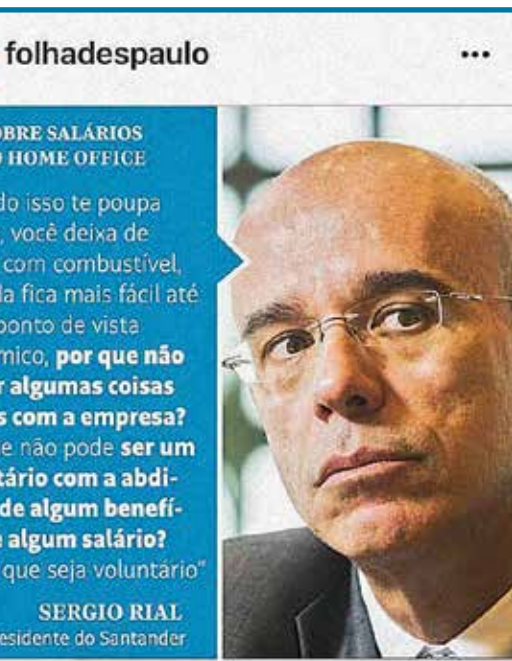 folhadespaulo
OBRE SALÁRIOS
HOME OFFICE
do isso te poupa
você deixa de
com combustível,
la fica mais fácil até
ponto de vista
mico, por que não
r algumas coisas
s com a empresa?
e não pode ser um
tário com a abdi-
de algum benefí-
e algum salário?
que seja voluntário"
SERGIO RIAL
esidente do Santander